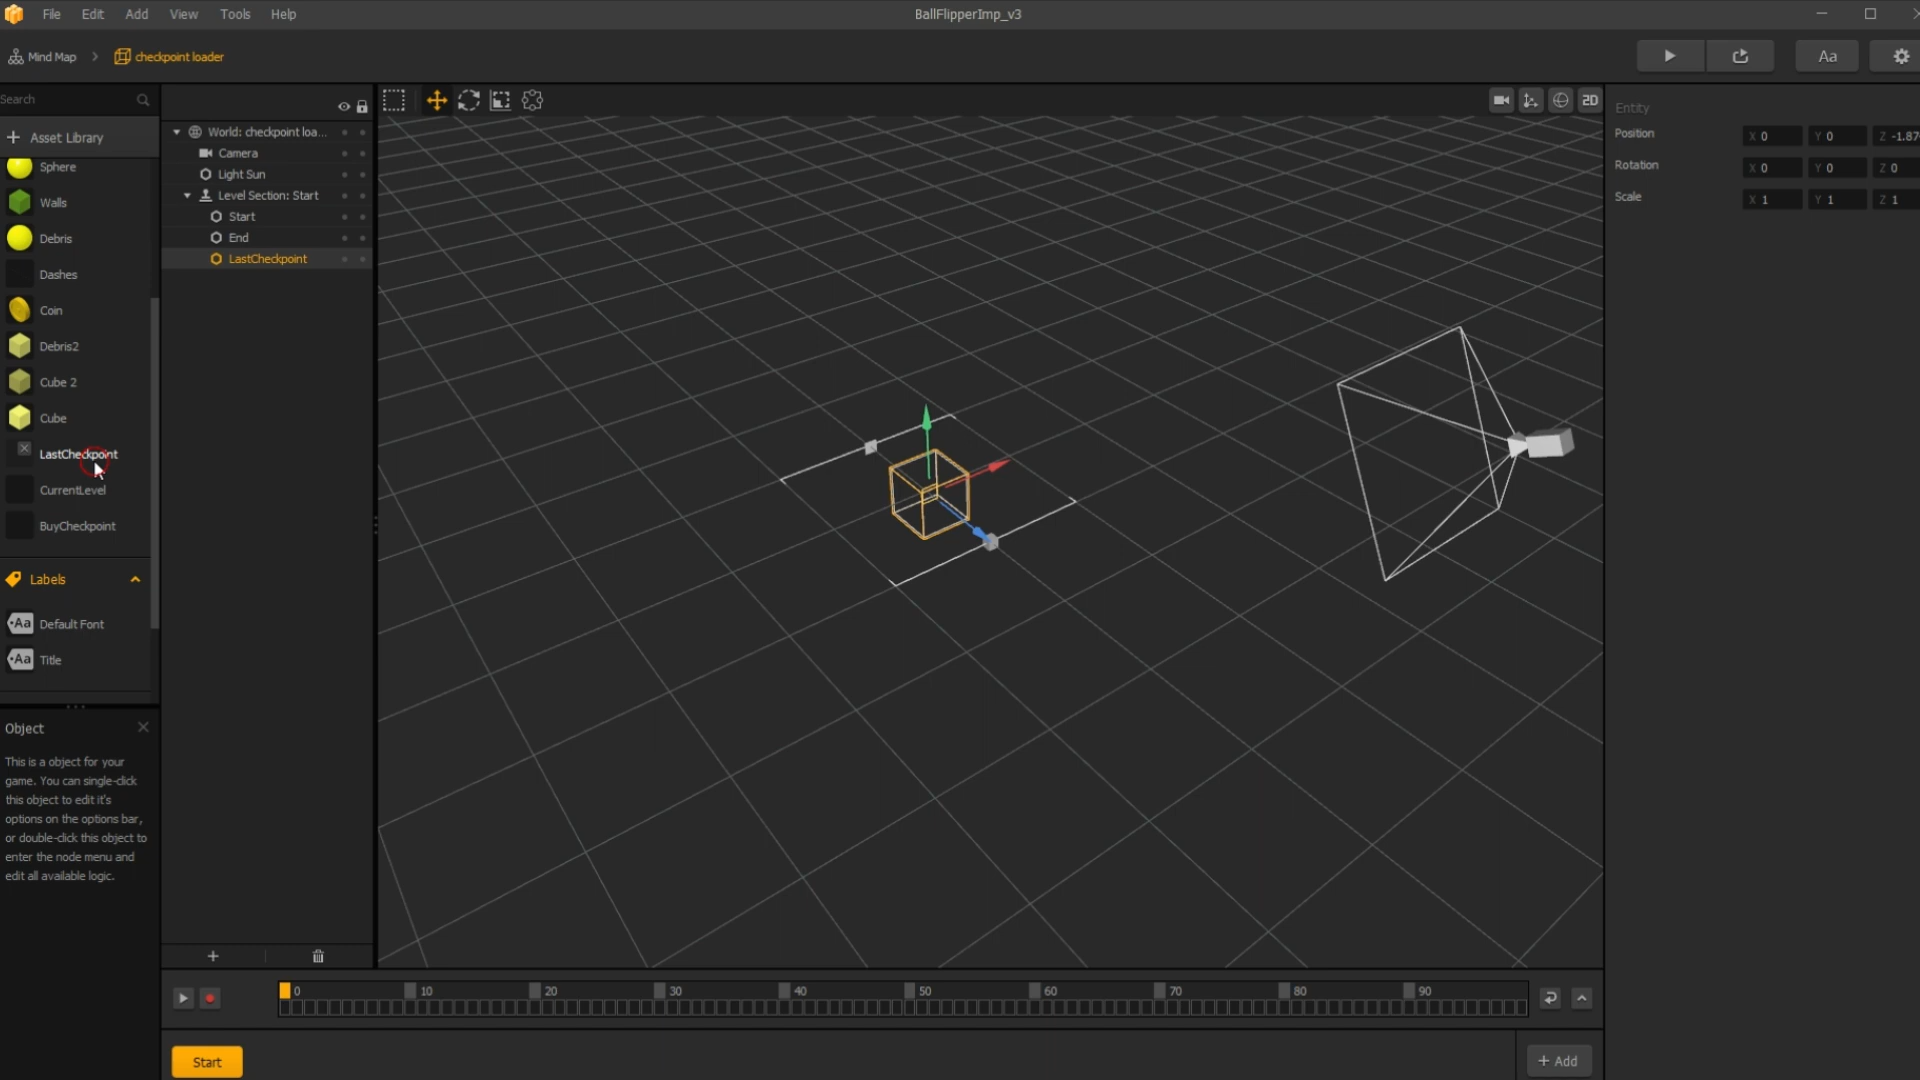 File Edit Add View Tools Help
BallFlipperImp_v3
Mind Map
checkpoint loader
Aa
Search
Asset Library
Sphere
Walls
Debris
Dashes
Coin
Debris2
Cube 2
Cube
LastCheckpoint
CurrentLevel
BuyCheckpoint
Labels
Aa Default Font
Aa Title
Object
This is a object for your
game. You can single-click
this object to edit it's
options on the options bar,
or double-click this object to
enter the node menu and
edit all available logic.
World: checkpoint loa...
Camera
Light Sun
Level Section: Start
Start
End
LastCheckpoint
2D
Entity
Position X 0 Y 0 Z -1.87
Rotation X 0 Y 0 Z 0
Scale X 1 Y 1 Z 1
0 10 20 30 40 50 60 70 80 90
Start
+ Add